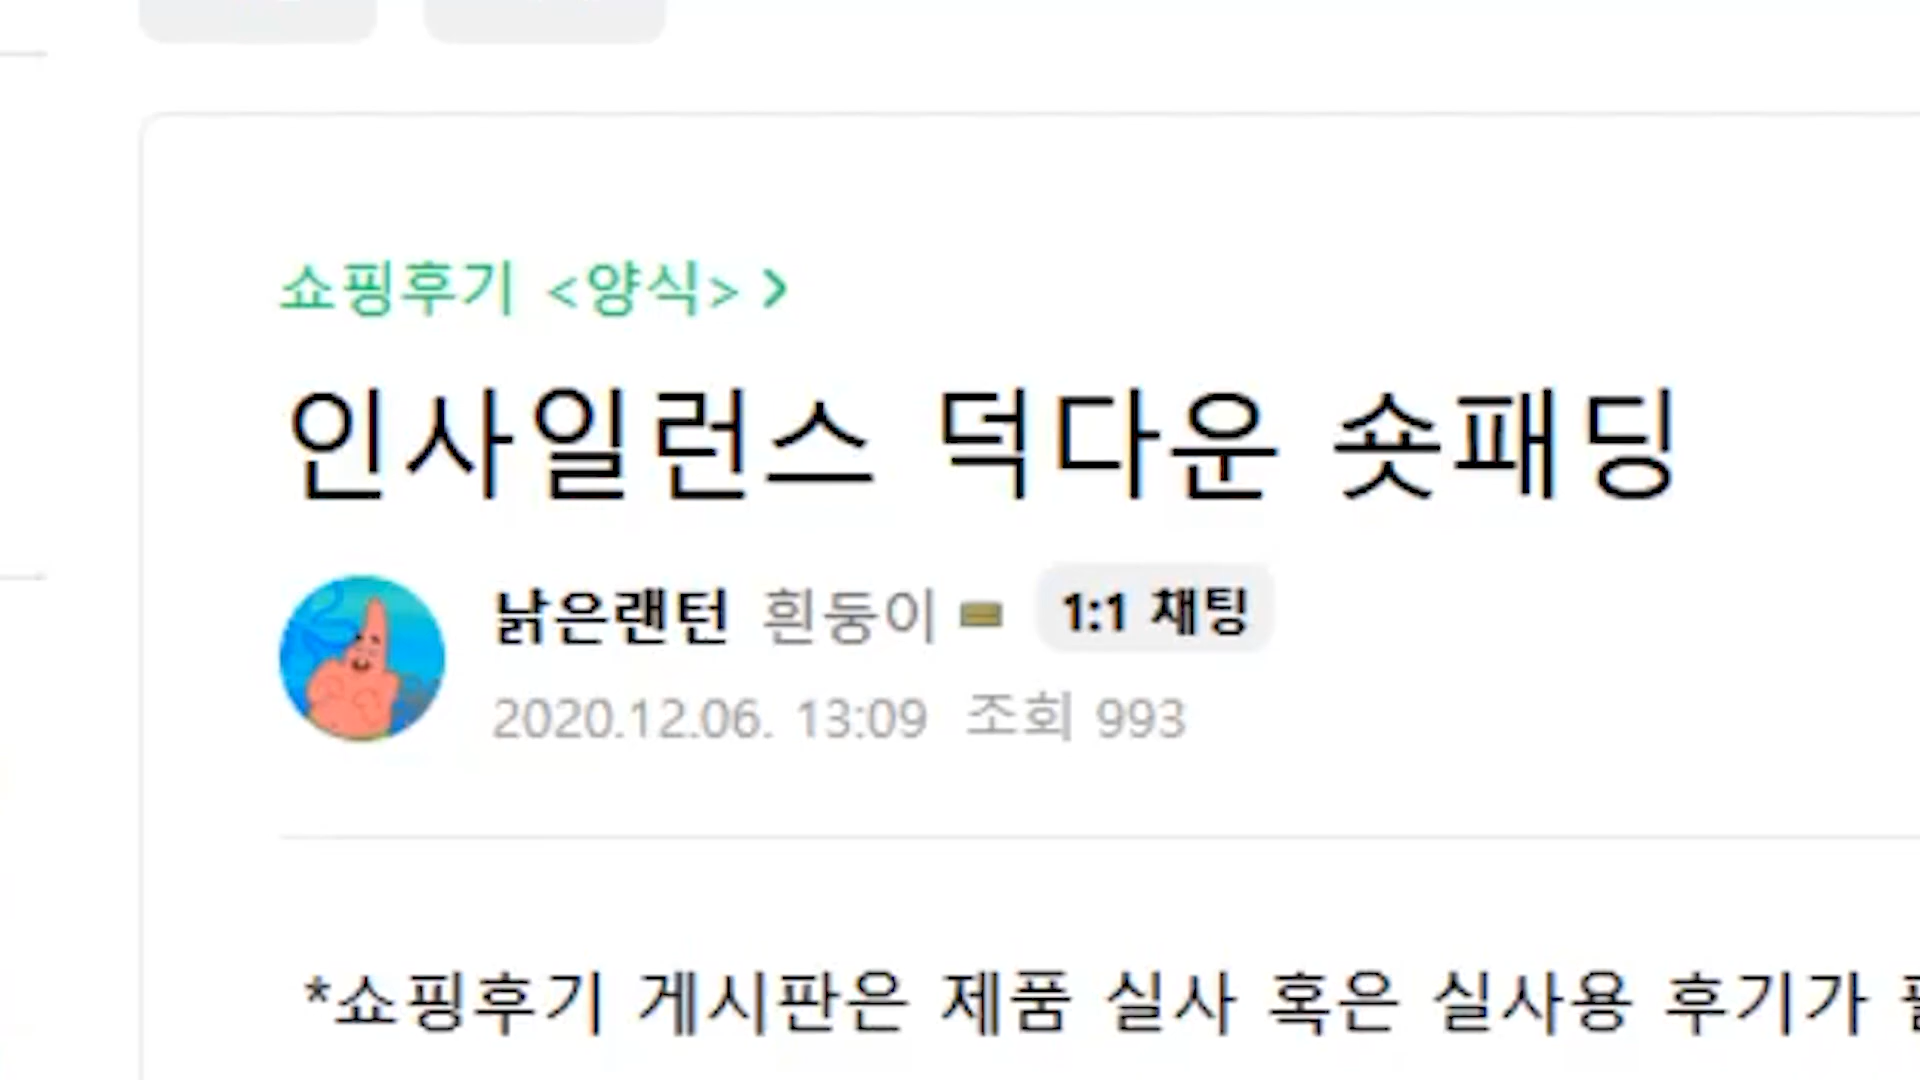 쇼핑후기 <양식> >
인사일런스 덕다운 숏패딩
낡은랜턴 흰둥이 1:1 채팅
2020.12.06. 13:09 조회 993
*쇼핑후기 게시판은 제품 실사 혹은 실사용 후기가